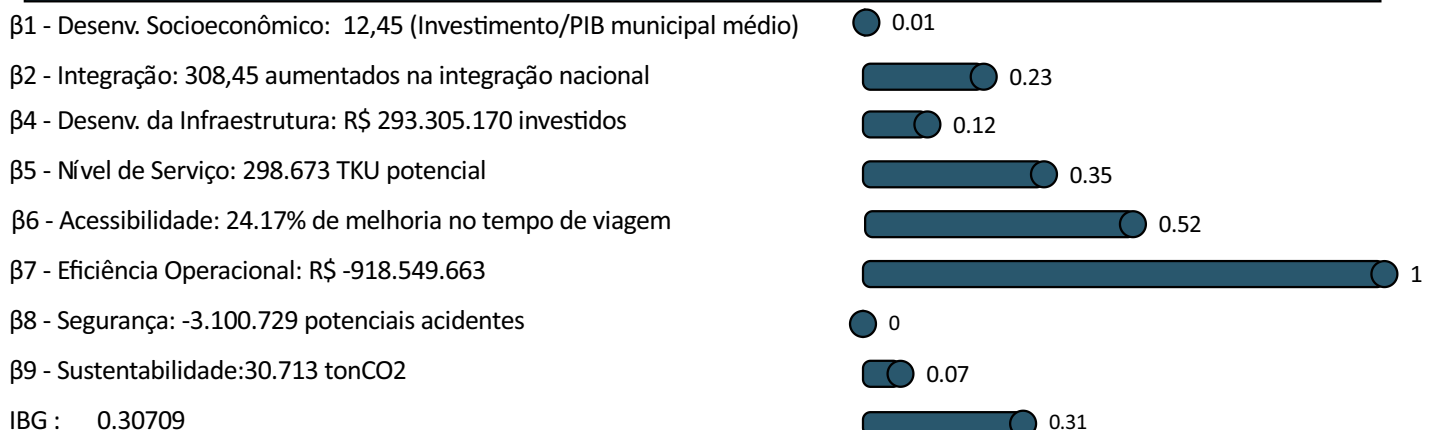 β1 - Desenv. Socioeconômico: 12,45 (Investimento/PIB municipal médio) 0.01
β2 - Integração: 308,45 aumentados na integração nacional 0.23
β4 - Desenv. da Infraestrutura: R$ 293.305.170 investidos 0.12
β5 - Nível de Serviço: 298.673 TKU potencial 0.35
β6 - Acessibilidade: 24.17% de melhoria no tempo de viagem 0.52
β7 - Eficiência Operacional: R$ -918.549.663 1
β8 - Segurança: -3.100.729 potenciais acidentes 0
β9 - Sustentabilidade:30.713 tonCO2 0.07
IBG : 0.30709 0.31